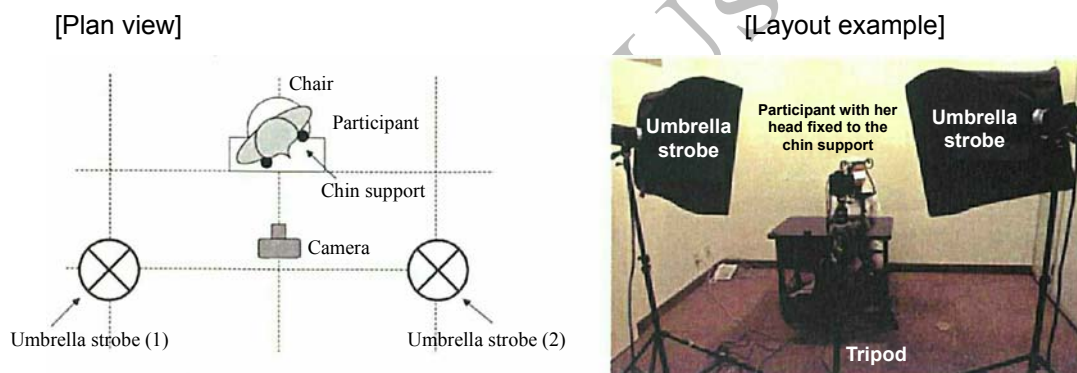 [Plan view]
[Layout example]
Chair
Participant
Chin support
Camera
Umbrella strobe (1)
Umbrella strobe (2)
Umbrella
strobe
Participant with her
head fixed to the
chin support
Umbrella
strobe
Tripod